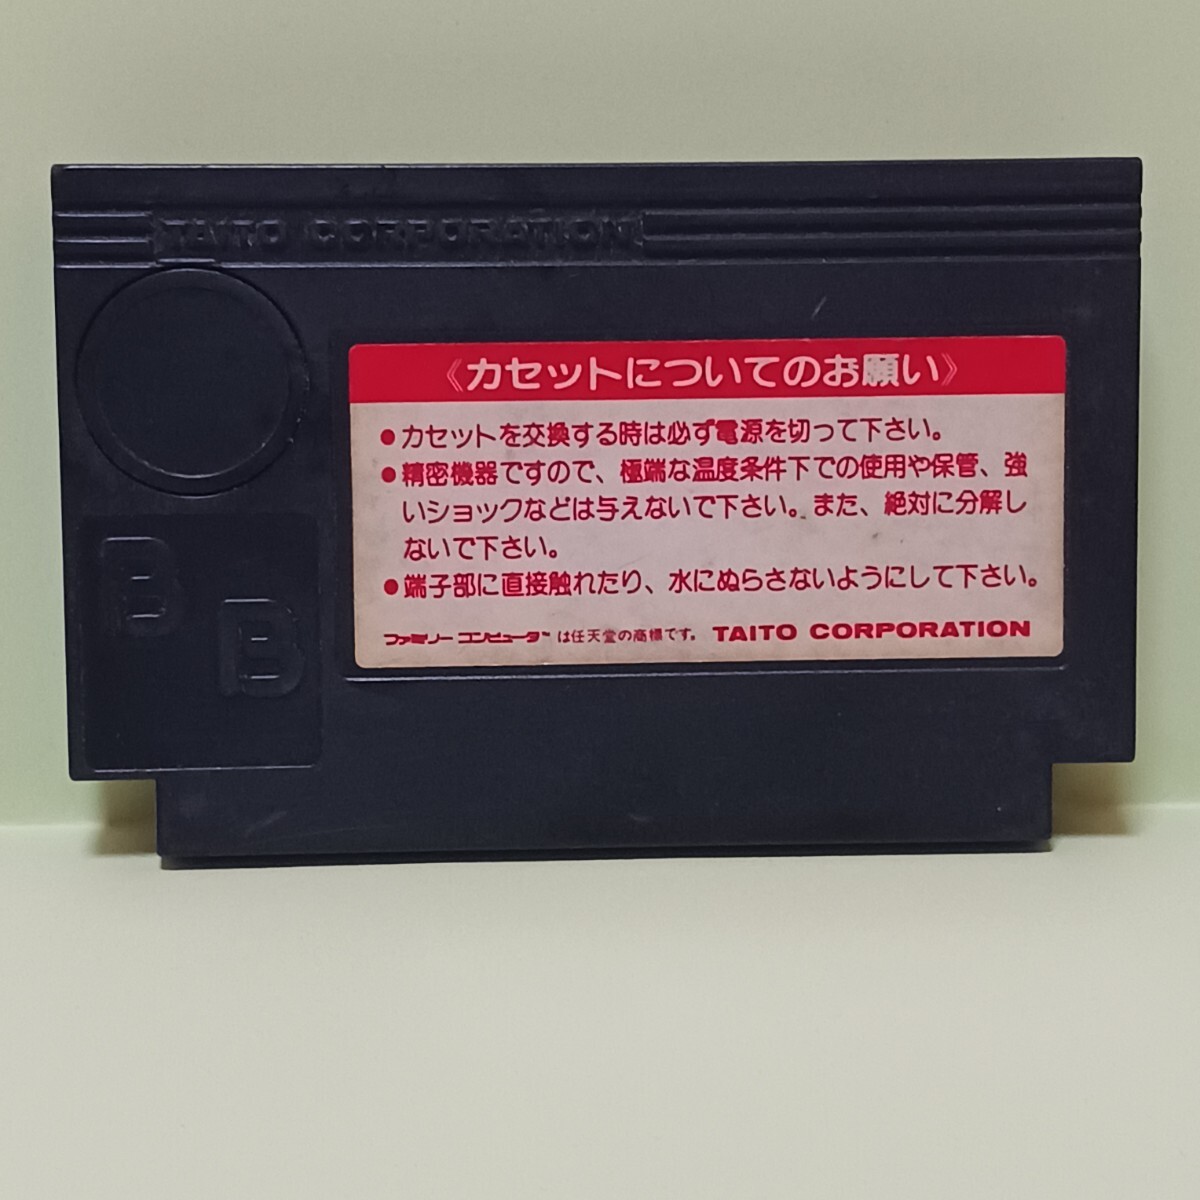 TAITO CORPORATION
《カセットについてのお願い》
●カセットを交換する時は必ず電源を切って下さい。
●精密機器ですので、極端な温度条件下での使用や保管、強
いショックなどは与えないで下さい。また、絶対に分解し
ないで下さい。
●端子部に直接触れたり、水にぬらさないようにして下さい。
ファミリーコンピュータ™は任天堂の商標です。 TAITO CORPORATION
B
B